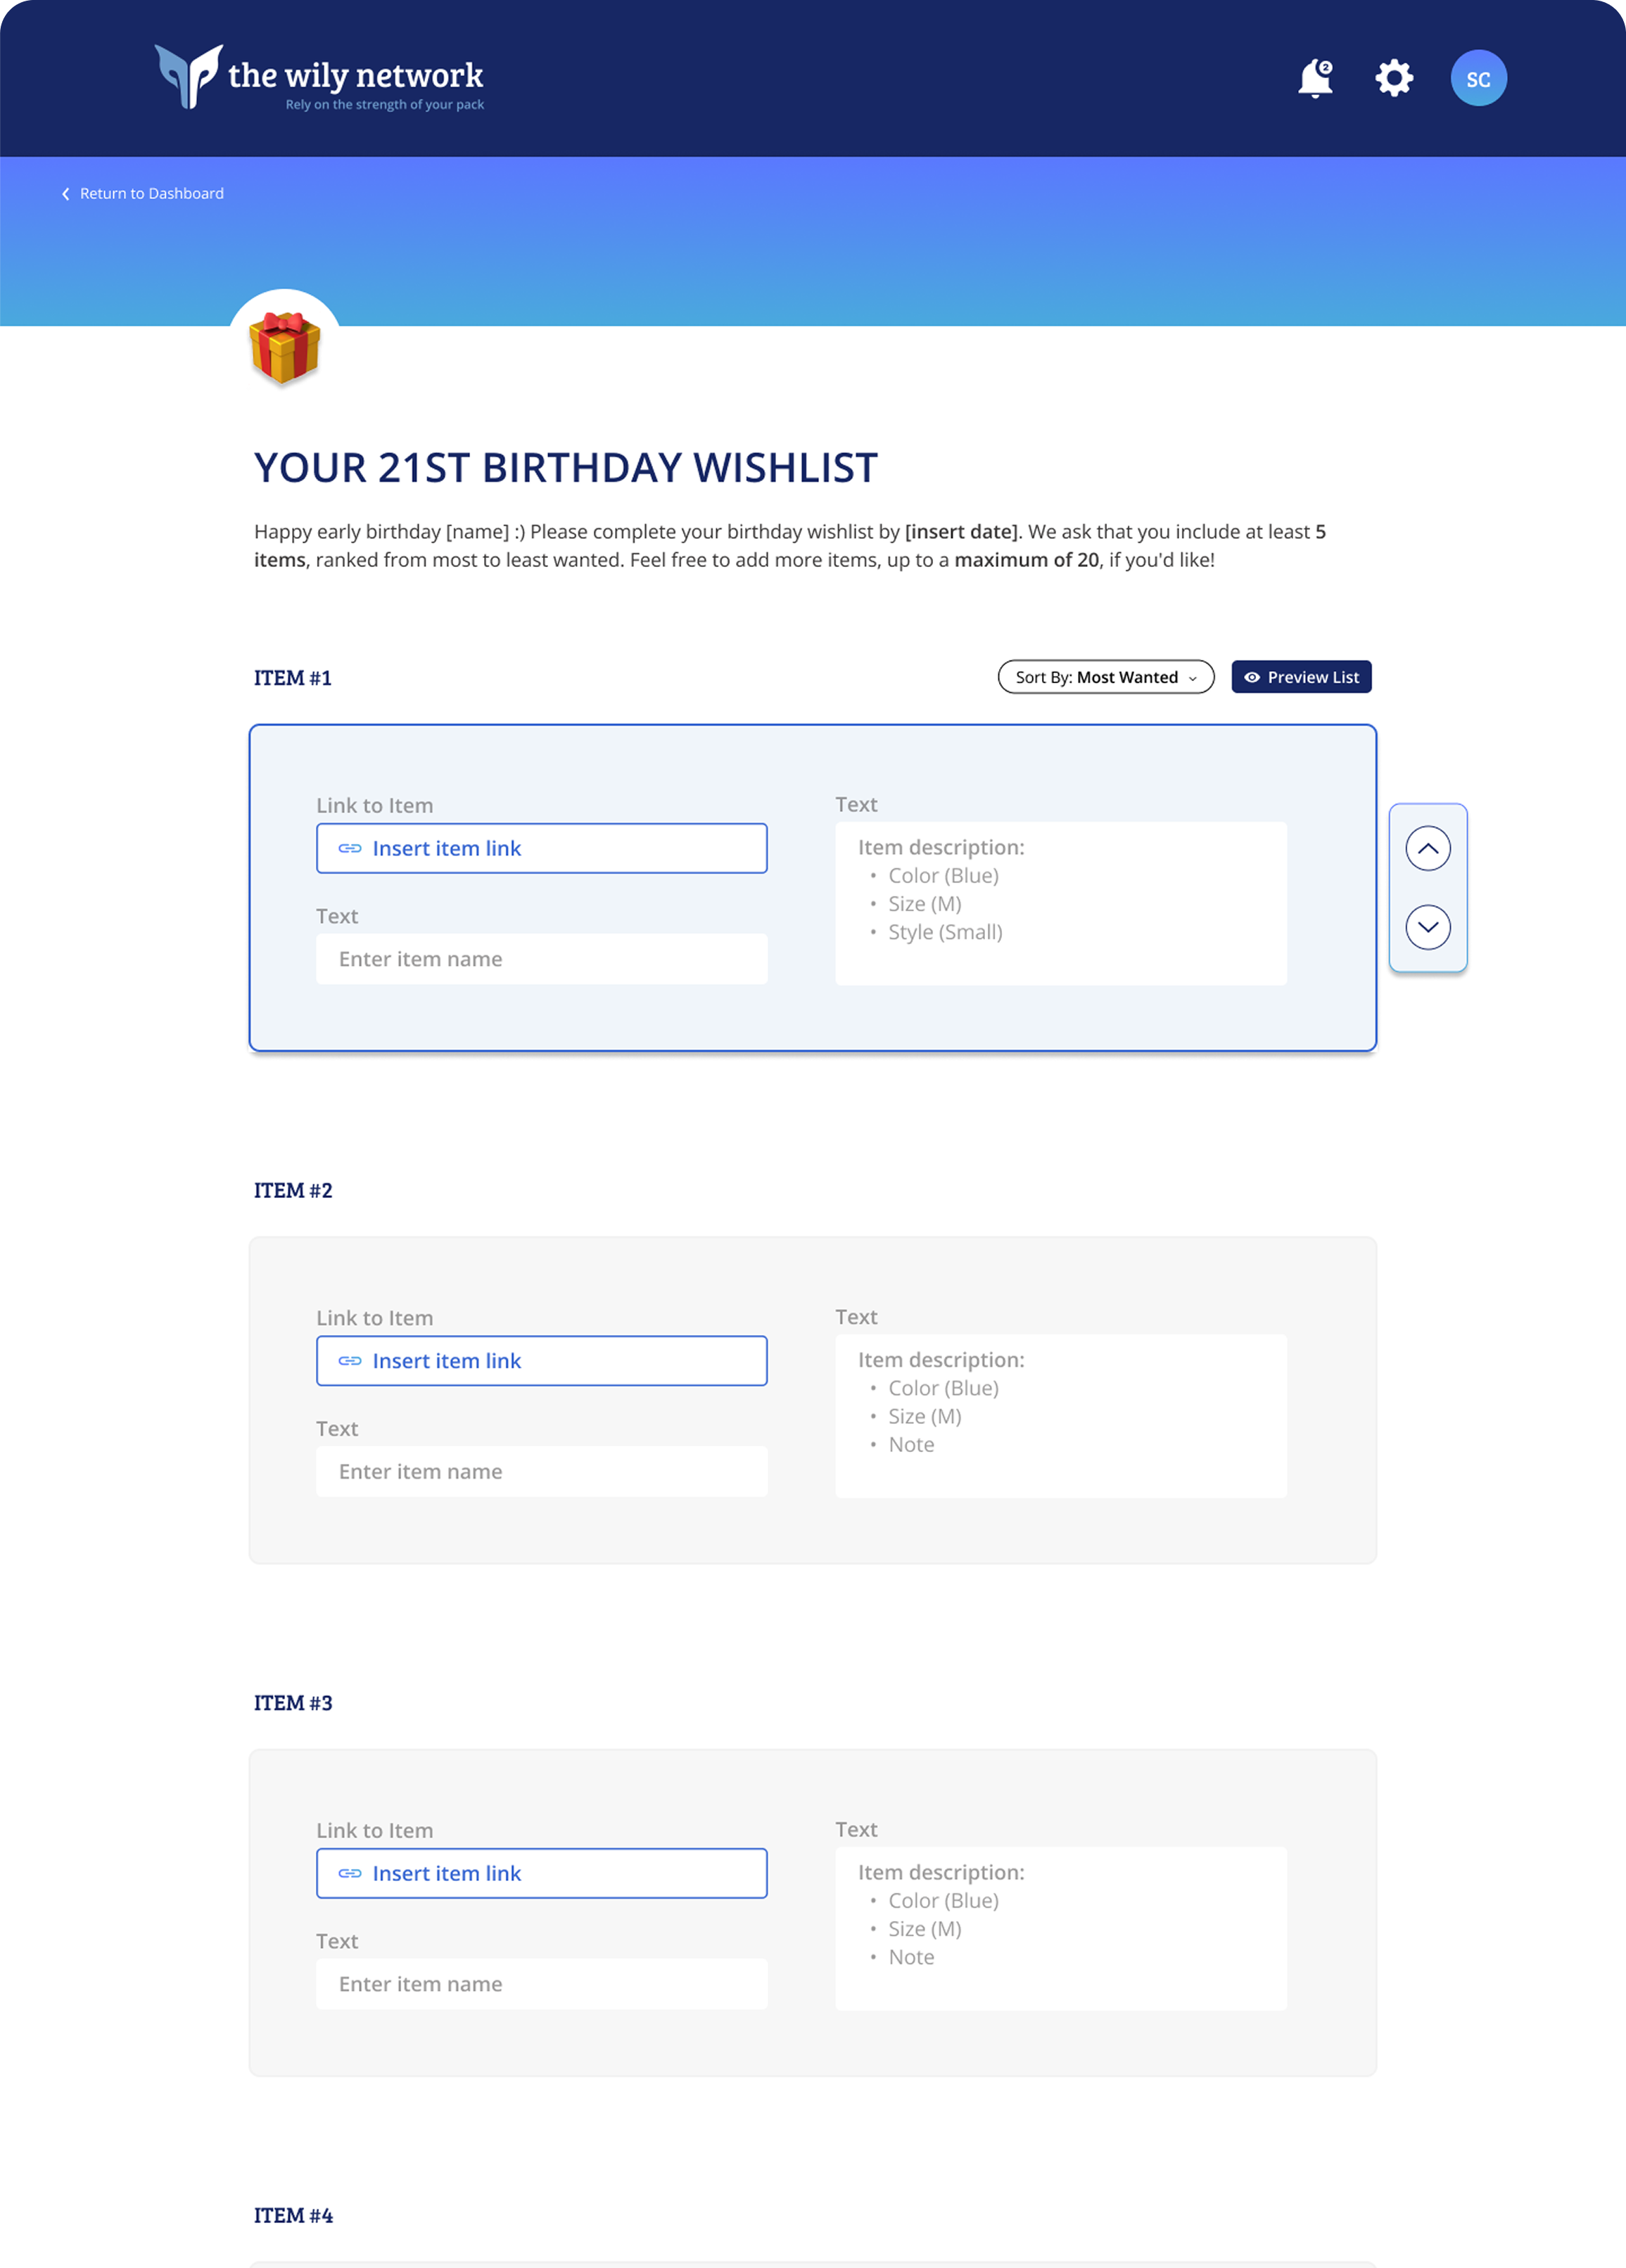 the wily network
Rely on the strength of your pack
2
SC
Return to Dashboard
YOUR 21ST BIRTHDAY WISHLIST
Happy early birthday [name] :) Please complete your birthday wishlist by [insert date]. We ask that you include at least 5
items, ranked from most to least wanted. Feel free to add more items, up to a maximum of 20, if you'd like!
ITEM #1
Sort By: Most Wanted
Preview List
Link to Item
Insert item link
Text
Enter item name
Text
Item description:
• Color (Blue)
• Size (M)
• Style (Small)
ITEM #2
Link to Item
Insert item link
Text
Enter item name
Text
Item description:
• Color (Blue)
• Size (M)
• Note
ITEM #3
Link to Item
Insert item link
Text
Enter item name
Text
Item description:
• Color (Blue)
• Size (M)
• Note
ITEM #4